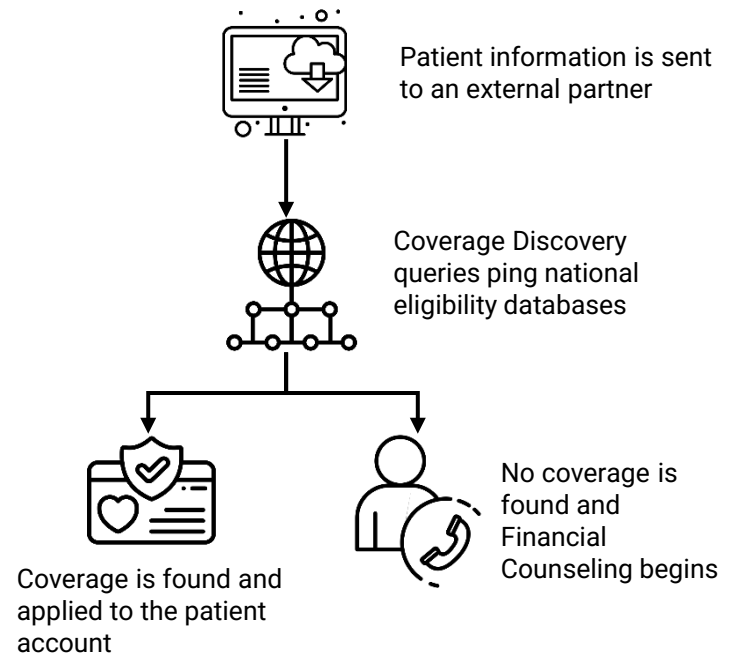 Patient information is sent
to an external partner
Coverage Discovery
queries ping national
eligibility databases
No coverage is
found and
Financial
Counseling begins
Coverage is found and
applied to the patient
account